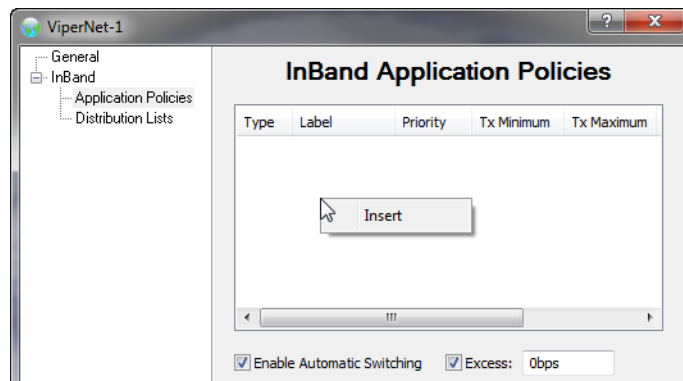 ViperNet-1
General
InBand
Application Policies
Distribution Lists
InBand Application Policies
Type Label Priority Tx Minimum Tx Maximum
Insert
Enable Automatic Switching Excess: 0bps